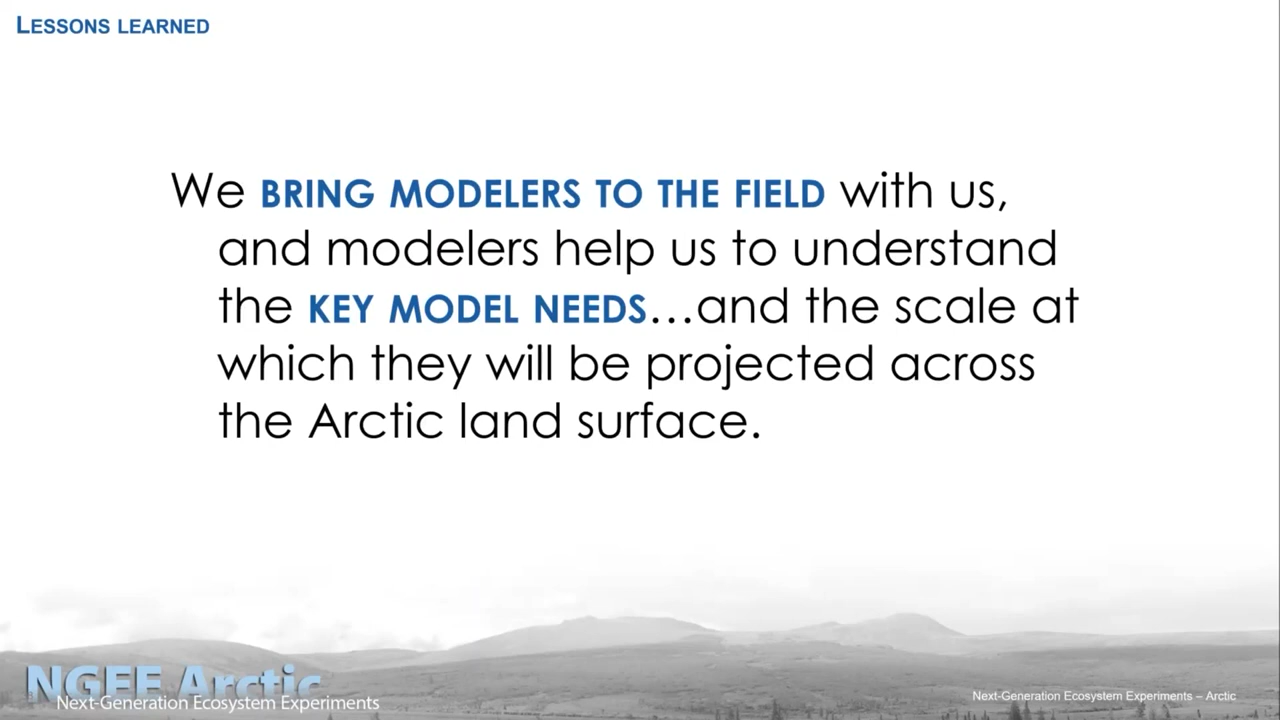 LESSONS LEARNED
We BRING MODELERS TO THE FIELD with us,
and modelers help us to understand
the KEY MODEL NEEDS…and the scale at
which they will be projected across
the Arctic land surface.
NGEE Arctic
Next-Generation Ecosystem Experiments
Next-Generation Ecosystem Experiments – Arctic